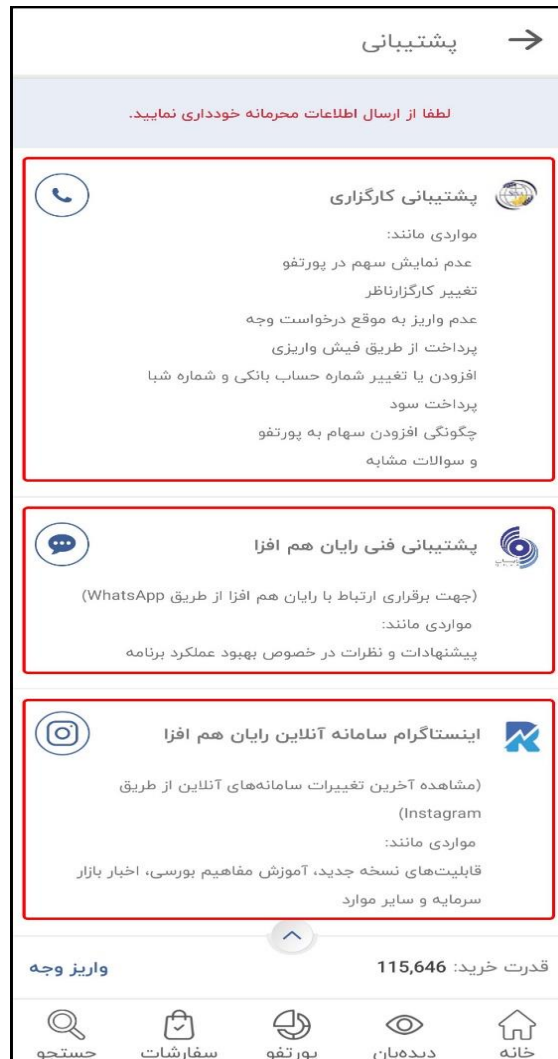 پشتیبانی
لطفا از ارسال اطلاعات محرمانه خودداری نمایید.
پشتیبانی کارگزاری
مواردی مانند:
عدم نمایش سهم در پورتفو
تغییر کارگزارناظر
عدم واریز به موقع درخواست وجه
پرداخت از طریق فیش واریزی
افزودن یا تغییر شماره حساب بانکی و شماره شبا
پرداخت سود
چگونگی افزودن سهام به پورتفو
و سوالات مشابه
پشتیبانی فنی رایان هم افزا
(جهت برقراری ارتباط با رایان هم افزا از طریق WhatsApp)
مواردی مانند:
پیشنهادات و نظرات در خصوص بهبود عملکرد برنامه
اینستاگرام سامانه آنلاین رایان هم افزا
(مشاهده آخرین تغییرات سامانه‌های آنلاین از طریق
Instagram)
مواردی مانند:
قابلیت‌های نسخه جدید، آموزش مفاهیم بورسی، اخبار بازار
سرمایه و سایر موارد
قدرت خرید: 115,646 واریز وجه
خانه دیده‌بان پورتفو سفارشات جستجو